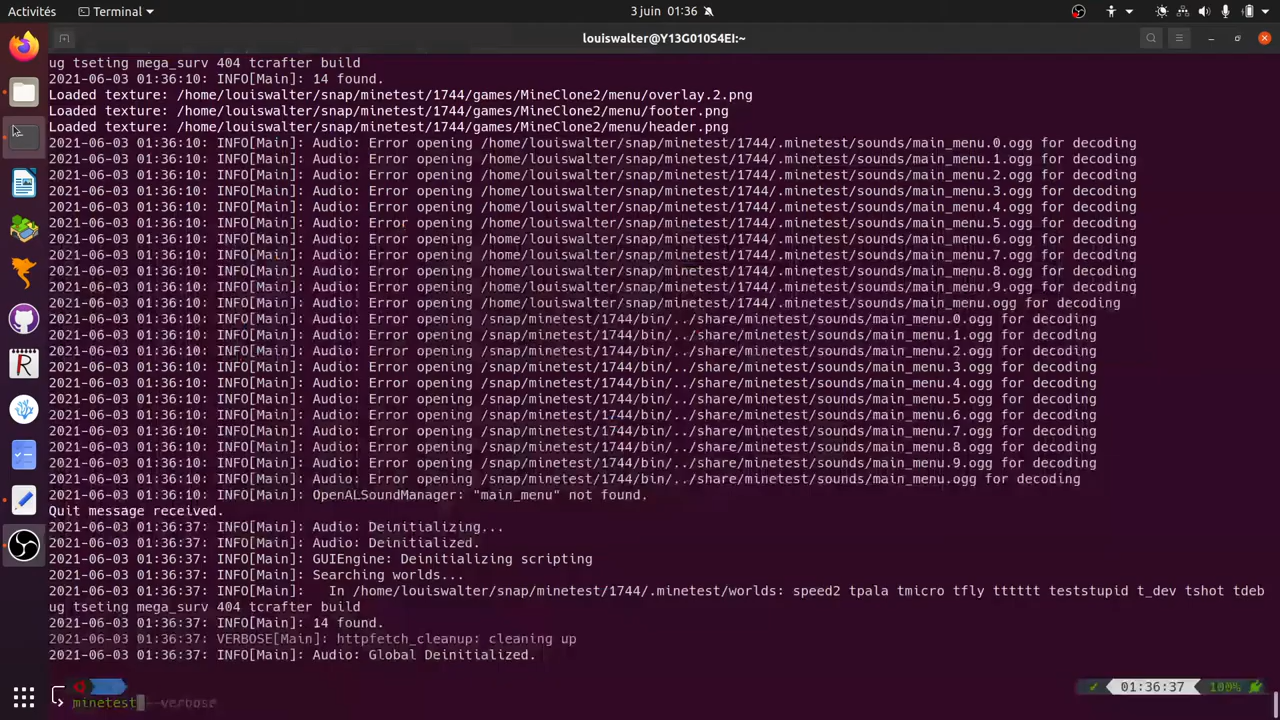 Activités
Terminal
3 juin 01:36
louiswalter@Y13G010S4EI:~
ug tseting mega_surv 404 tcrafter build
2021-06-03 01:36:10: INFO[Main]: 14 found.
Loaded texture: /home/louiswalter/snap/minetest/1744/games/MineClone2/menu/overlay.2.png
Loaded texture: /home/louiswalter/snap/minetest/1744/games/MineClone2/menu/footer.png
Loaded texture: /home/louiswalter/snap/minetest/1744/games/MineClone2/menu/header.png
2021-06-03 01:36:10: INFO[Main]: Audio: Error opening /home/louiswalter/snap/minetest/1744/.minetest/sounds/main_menu.0.ogg for decoding
2021-06-03 01:36:10: INFO[Main]: Audio: Error opening /home/louiswalter/snap/minetest/1744/.minetest/sounds/main_menu.1.ogg for decoding
2021-06-03 01:36:10: INFO[Main]: Audio: Error opening /home/louiswalter/snap/minetest/1744/.minetest/sounds/main_menu.2.ogg for decoding
2021-06-03 01:36:10: INFO[Main]: Audio: Error opening /home/louiswalter/snap/minetest/1744/.minetest/sounds/main_menu.3.ogg for decoding
2021-06-03 01:36:10: INFO[Main]: Audio: Error opening /home/louiswalter/snap/minetest/1744/.minetest/sounds/main_menu.4.ogg for decoding
2021-06-03 01:36:10: INFO[Main]: Audio: Error opening /home/louiswalter/snap/minetest/1744/.minetest/sounds/main_menu.5.ogg for decoding
2021-06-03 01:36:10: INFO[Main]: Audio: Error opening /home/louiswalter/snap/minetest/1744/.minetest/sounds/main_menu.6.ogg for decoding
2021-06-03 01:36:10: INFO[Main]: Audio: Error opening /home/louiswalter/snap/minetest/1744/.minetest/sounds/main_menu.7.ogg for decoding
2021-06-03 01:36:10: INFO[Main]: Audio: Error opening /home/louiswalter/snap/minetest/1744/.minetest/sounds/main_menu.8.ogg for decoding
2021-06-03 01:36:10: INFO[Main]: Audio: Error opening /home/louiswalter/snap/minetest/1744/.minetest/sounds/main_menu.9.ogg for decoding
2021-06-03 01:36:10: INFO[Main]: Audio: Error opening /home/louiswalter/snap/minetest/1744/.minetest/sounds/main_menu.ogg for decoding
2021-06-03 01:36:10: INFO[Main]: Audio: Error opening /snap/minetest/1744/bin/../share/minetest/sounds/main_menu.0.ogg for decoding
2021-06-03 01:36:10: INFO[Main]: Audio: Error opening /snap/minetest/1744/bin/../share/minetest/sounds/main_menu.1.ogg for decoding
2021-06-03 01:36:10: INFO[Main]: Audio: Error opening /snap/minetest/1744/bin/../share/minetest/sounds/main_menu.2.ogg for decoding
2021-06-03 01:36:10: INFO[Main]: Audio: Error opening /snap/minetest/1744/bin/../share/minetest/sounds/main_menu.3.ogg for decoding
2021-06-03 01:36:10: INFO[Main]: Audio: Error opening /snap/minetest/1744/bin/../share/minetest/sounds/main_menu.4.ogg for decoding
2021-06-03 01:36:10: INFO[Main]: Audio: Error opening /snap/minetest/1744/bin/../share/minetest/sounds/main_menu.5.ogg for decoding
2021-06-03 01:36:10: INFO[Main]: Audio: Error opening /snap/minetest/1744/bin/../share/minetest/sounds/main_menu.6.ogg for decoding
2021-06-03 01:36:10: INFO[Main]: Audio: Error opening /snap/minetest/1744/bin/../share/minetest/sounds/main_menu.7.ogg for decoding
2021-06-03 01:36:10: INFO[Main]: Audio: Error opening /snap/minetest/1744/bin/../share/minetest/sounds/main_menu.8.ogg for decoding
2021-06-03 01:36:10: INFO[Main]: Audio: Error opening /snap/minetest/1744/bin/../share/minetest/sounds/main_menu.9.ogg for decoding
2021-06-03 01:36:10: INFO[Main]: Audio: Error opening /snap/minetest/1744/bin/../share/minetest/sounds/main_menu.ogg for decoding
2021-06-03 01:36:10: INFO[Main]: OpenALSoundManager: "main_menu" not found.
Quit message received.
2021-06-03 01:36:37: INFO[Main]: Audio: Deinitializing...
2021-06-03 01:36:37: INFO[Main]: Audio: Deinitialized.
2021-06-03 01:36:37: INFO[Main]: GUIEngine: Deinitializing scripting
2021-06-03 01:36:37: INFO[Main]: Searching worlds...
2021-06-03 01:36:37: INFO[Main]:   In /home/louiswalter/snap/minetest/1744/.minetest/worlds: speed2 tpala tmicro tfly tttttt teststupid t_dev tshot tdeb
ug tseting mega_surv 404 tcrafter build
2021-06-03 01:36:37: INFO[Main]: 14 found.
2021-06-03 01:36:37: VERBOSE[Main]: httpfetch_cleanup: cleaning up
2021-06-03 01:36:37: INFO[Main]: Audio: Global Deinitialized.
01:36:37 100%
minetest --verbose